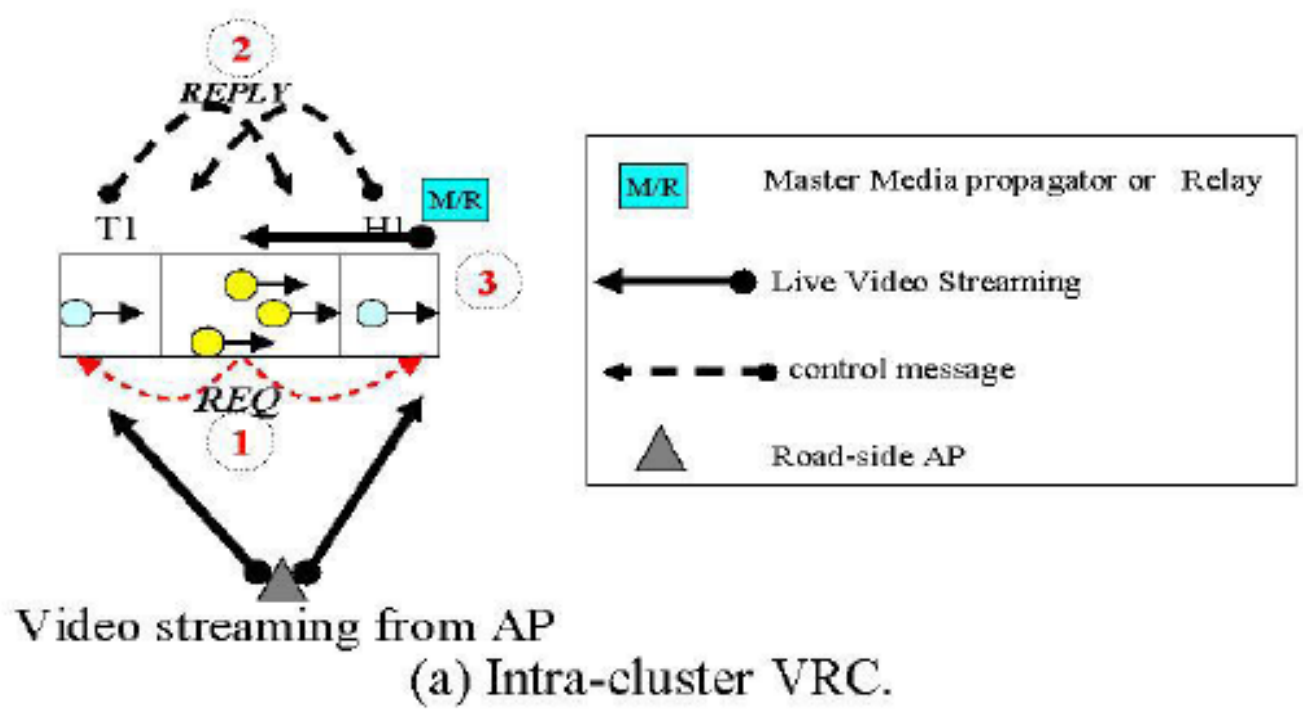 2
REPLY
M/R
T1
H1
3
REQ
1
Video streaming from AP
M/R Master Media propagator or Relay
Live Video Streaming
control message
Road-side AP
(a) Intra-cluster VRC.